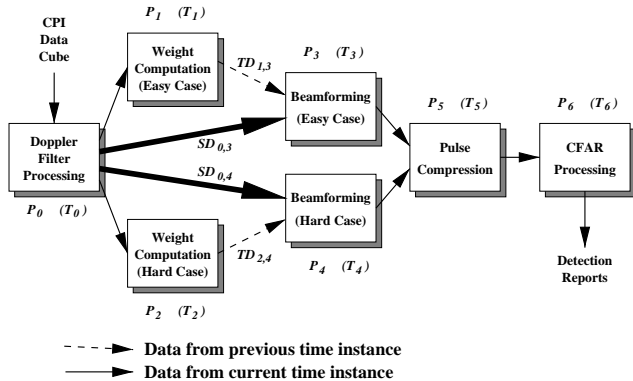 CPI
Data
Cube
P0 (T0)
Doppler
Filter
Processing
P1 (T1)
Weight
Computation
(Easy Case)
TD1,3
SD0,3
SD0,4
Weight
Computation
(Hard Case)
TD2,4
P2 (T2)
P3 (T3)
Beamforming
(Easy Case)
Beamforming
(Hard Case)
P4 (T4)
P5 (T5)
Pulse
Compression
P6 (T6)
CFAR
Processing
Detection
Reports
Data from previous time instance
Data from current time instance